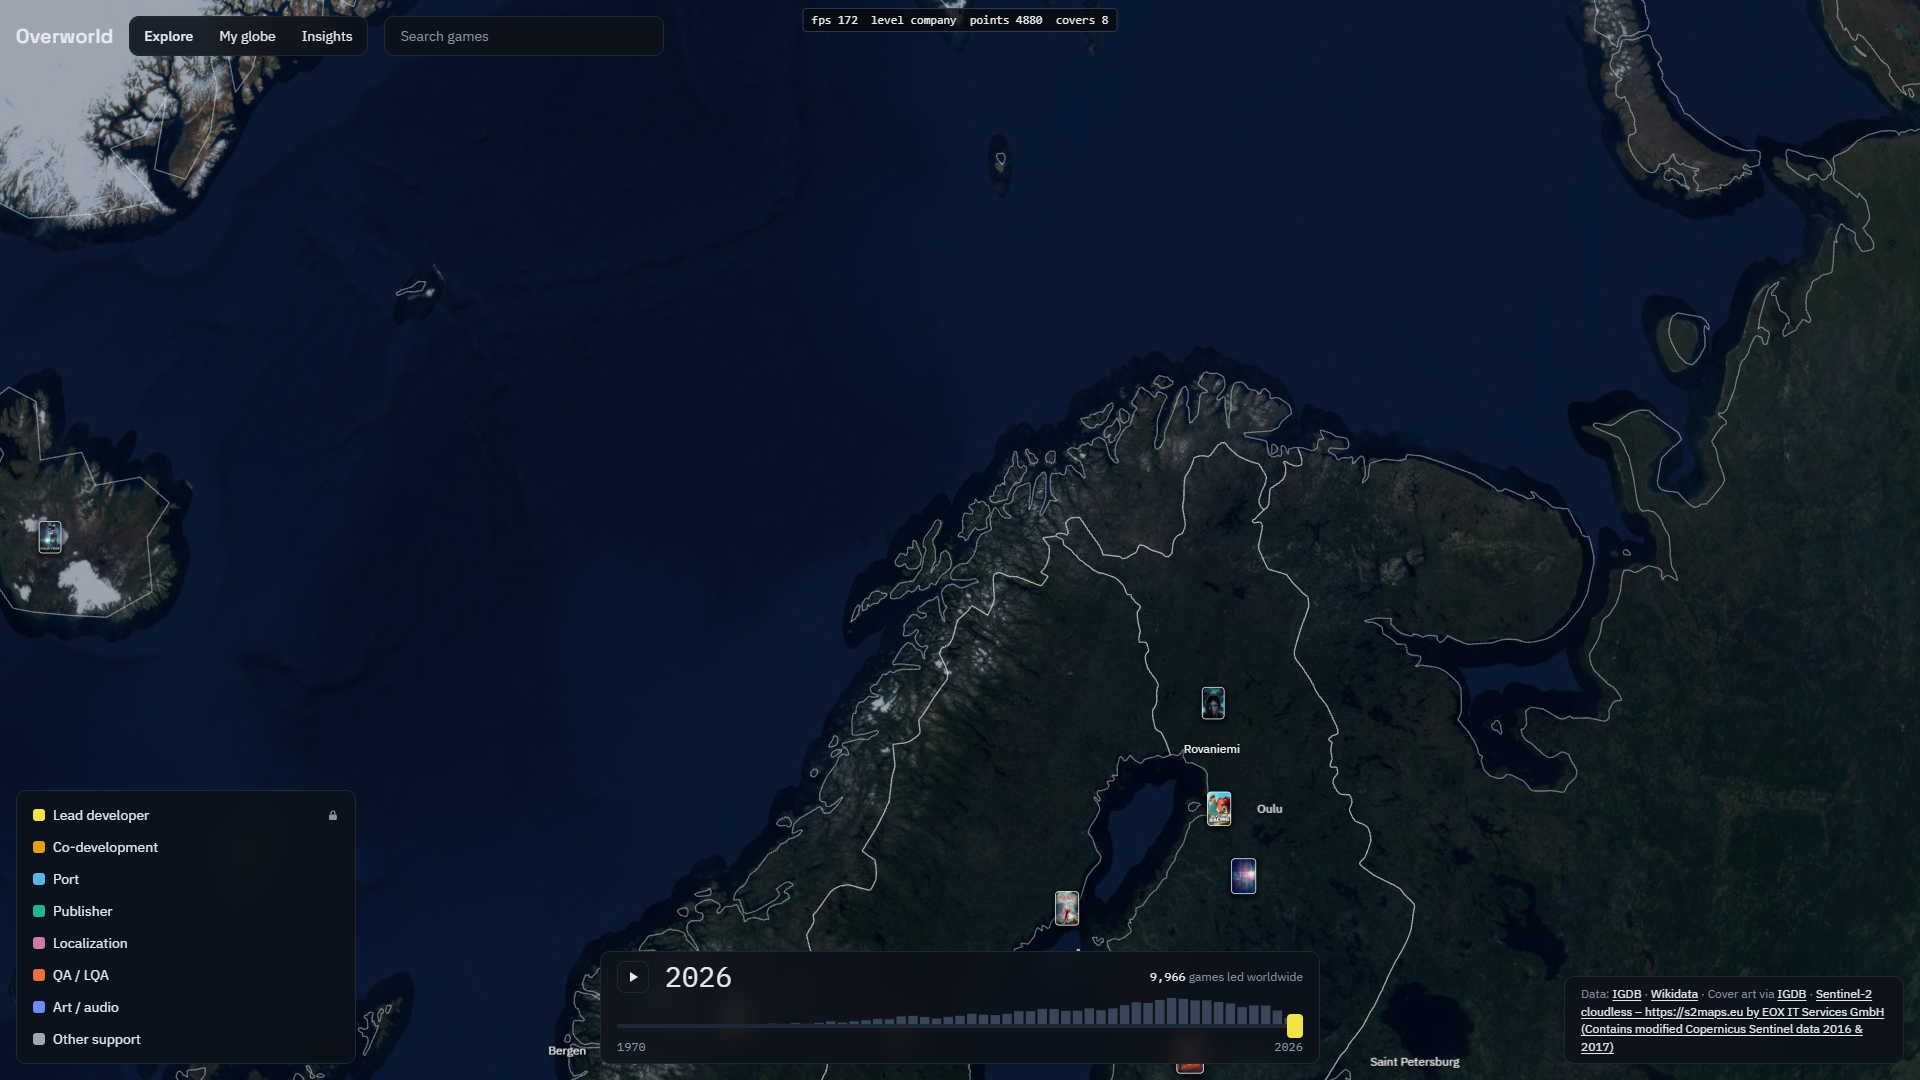 Overworld
Explore My globe Insights
Search games
fps 172 level company points 4880 covers 8
Rovaniemi
Oulu
Lead developer
Co-development
Port
Publisher
Localization
QA / LQA
Art / audio
Other support
Bergen
2026
9,966 games led worldwide
1970
2026
Saint Petersburg
Data: IGDB · Wikidata · Cover art via IGDB · Sentinel-2
cloudless – https://s2maps.eu by EOX IT Services GmbH
(Contains modified Copernicus Sentinel data 2016 &
2017)